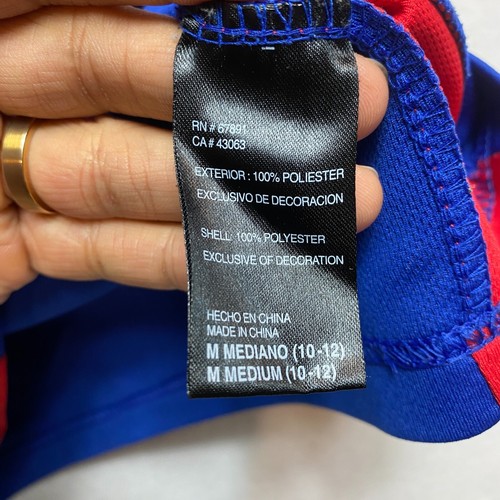 RN # 67891
CA # 43063
EXTERIOR : 100% POLIESTER
EXCLUSIVO DE DECORACION
SHELL: 100% POLYESTER
EXCLUSIVE OF DECORATION
HECHO EN CHINA
MADE IN CHINA
M MEDIANO (10-12)
M MEDIUM (10-12)